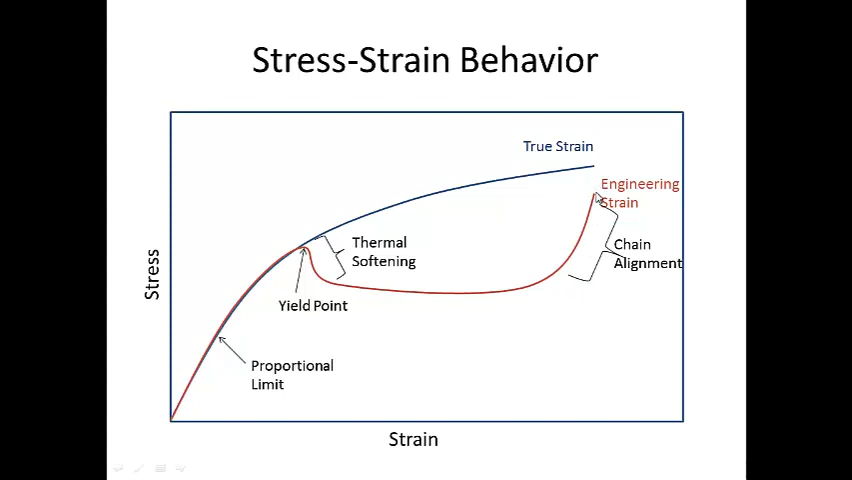 Stress-Strain Behavior
True Strain
Engineering
Strain
Thermal
Softening
Chain
Alignment
Stress
Yield Point
Proportional
Limit
Strain